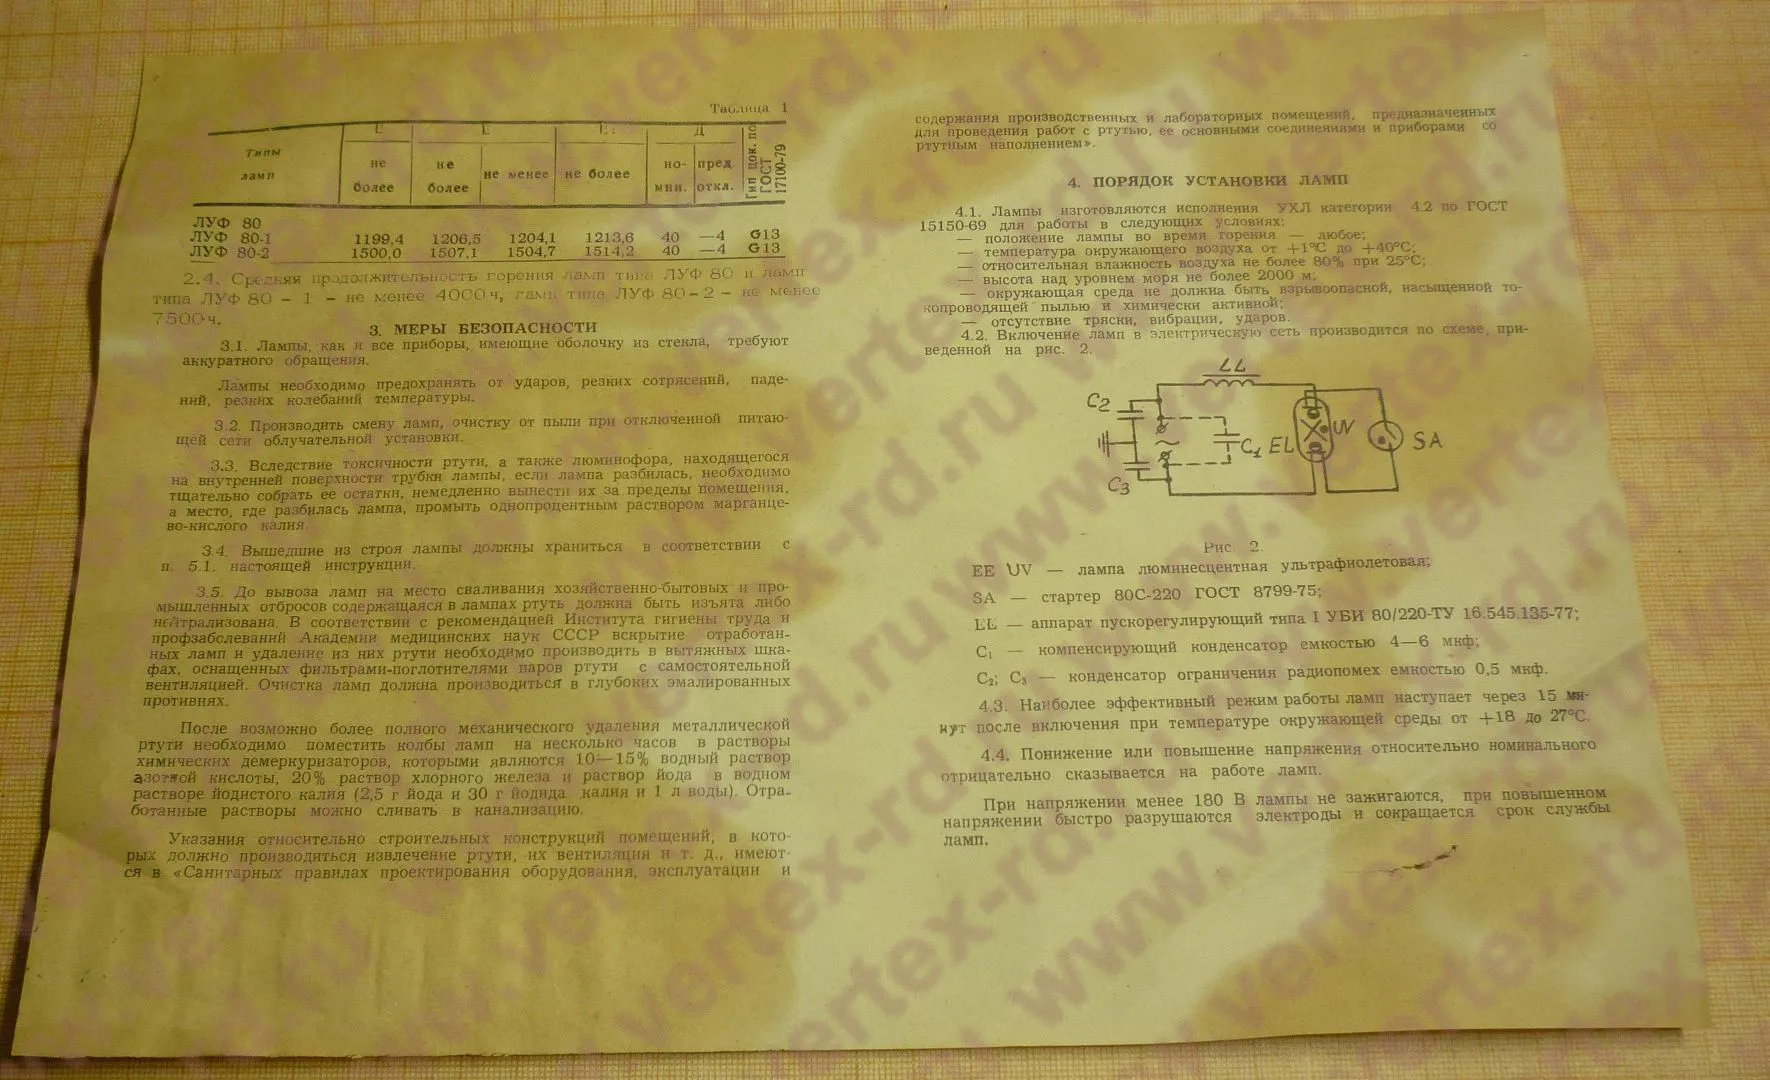 Таблица 1
Типы ламп
L
L
L
Д
Тип цок. по ГОСТ 17100-79
не более
не более
не менее
не более
но-мин.
пред откл.
ЛУФ 80
ЛУФ 80-1 1199,4 1206,5 1204,1 1213,6 40 —4 G13
ЛУФ 80-2 1500,0 1507,1 1504,7 1514,2 40 —4 G13
2.4. Средняя продолжительность горения ламп типа ЛУФ 80 и ламп
типа ЛУФ 80 – 1 – не менее 4000ч, ламп типа ЛУФ 80–2 – не менее
7500ч.
3. МЕРЫ БЕЗОПАСНОСТИ
3.1. Лампы, как и все приборы, имеющие оболочку из стекла, требуют
аккуратного обращения.
Лампы необходимо предохранять от ударов, резких сотрясений, паде-
ний, резких колебаний температуры.
3.2. Производить смену ламп, очистку от пыли при отключенной питаю-
щей сети облучательной установки.
3.3. Вследствие токсичности ртути, а также люминофора, находящегося
на внутренней поверхности трубки лампы, если лампа разбилась, необходимо
тщательно собрать ее остатки, немедленно вынести их за пределы помещения,
а место, где разбилась лампа, промыть однопроцентным раствором марганце-
во-кислого калия.
3.4. Вышедшие из строя лампы должны храниться в соответствии с
п. 5.1. настоящей инструкции.
3.5. До вывоза ламп на место сваливания хозяйственно-бытовых и про-
мышленных отбросов содержащаяся в лампах ртуть должна быть изъята либо
нейтрализована. В соответствии с рекомендацией Института гигиены труда и
профзаболеваний Академии медицинских наук СССР вскрытие отработан-
ных ламп и удаление из них ртути необходимо производить в вытяжных шка-
фах, оснащенных фильтрами-поглотителями паров ртути с самостоятельной
вентиляцией. Очистка ламп должна производиться в глубоких эмалированных
противнях.
После возможно более полного механического удаления металлической
ртути необходимо поместить колбы ламп на несколько часов в растворы
химических демеркуризаторов, которыми являются 10—15% водный раствор
азотной кислоты, 20% раствор хлорного железа и раствор йода в водном
растворе йодистого калия (2,5 г йода и 30 г йодида калия и 1 л воды). Отра-
ботанные растворы можно сливать в канализацию.
Указания относительно строительных конструкций помещений, в кото-
рых должно производиться извлечение ртути, их вентиляция и т. д., имеют-
ся в «Санитарных правилах проектирования оборудования, эксплуатации и
содержания производственных и лабораторных помещений, предназначенных
для проведения работ с ртутью, ее основными соединениями и приборами со
ртутным наполнением».
4. ПОРЯДОК УСТАНОВКИ ЛАМП
4.1. Лампы изготовляются исполнения УХЛ категории 4.2 по ГОСТ
15150-69 для работы в следующих условиях:
— положение лампы во время горения — любое;
— температура окружающего воздуха от +1°С до +40°С;
— относительная влажность воздуха не более 80% при 25°С;
— высота над уровнем моря не более 2000 м;
— окружающая среда не должна быть взрывоопасной, насыщенной то-
копроводящей пылью и химически активной;
— отсутствие тряски, вибрации, ударов.
4.2. Включение ламп в электрическую сеть производится по схеме, при-
веденной на рис. 2.
LL
C2
C1 EL
UV
SA
C3
Рис. 2.
EE UV — лампа люминесцентная ультрафиолетовая;
SA — стартер 80С-220 ГОСТ 8799-75;
LL — аппарат пускорегулирующий типа 1 УБИ 80/220-ТУ 16.545.135-77;
C1 — компенсирующий конденсатор емкостью 4—6 мкф;
C2; C3 — конденсатор ограничения радиопомех емкостью 0,5 мкф.
4.3. Наиболее эффективный режим работы ламп наступает через 15 ми-
нут после включения при температуре окружающей среды от +18 до 27°С.
4.4. Понижение или повышение напряжения относительно номинального
отрицательно сказывается на работе ламп.
При напряжении менее 180 В лампы не зажигаются, при повышенном
напряжении быстро разрушаются электроды и сокращается срок службы
ламп.
www.vertex-rd.ru